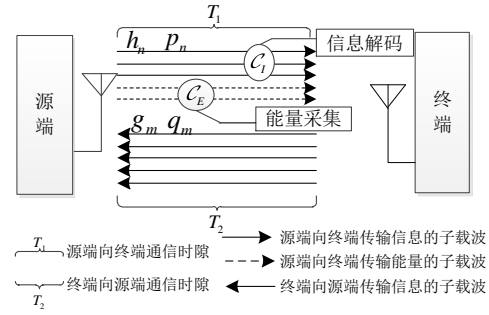 T₁
hₙ pₙ
C_I
信息解码
源端
C_E
能量采集
终端
gₘ qₘ
T₂
T₁ 源端向终端通信时隙
源端向终端传输信息的子载波
源端向终端传输能量的子载波
T₂ 终端向源端通信时隙
终端向源端传输信息的子载波